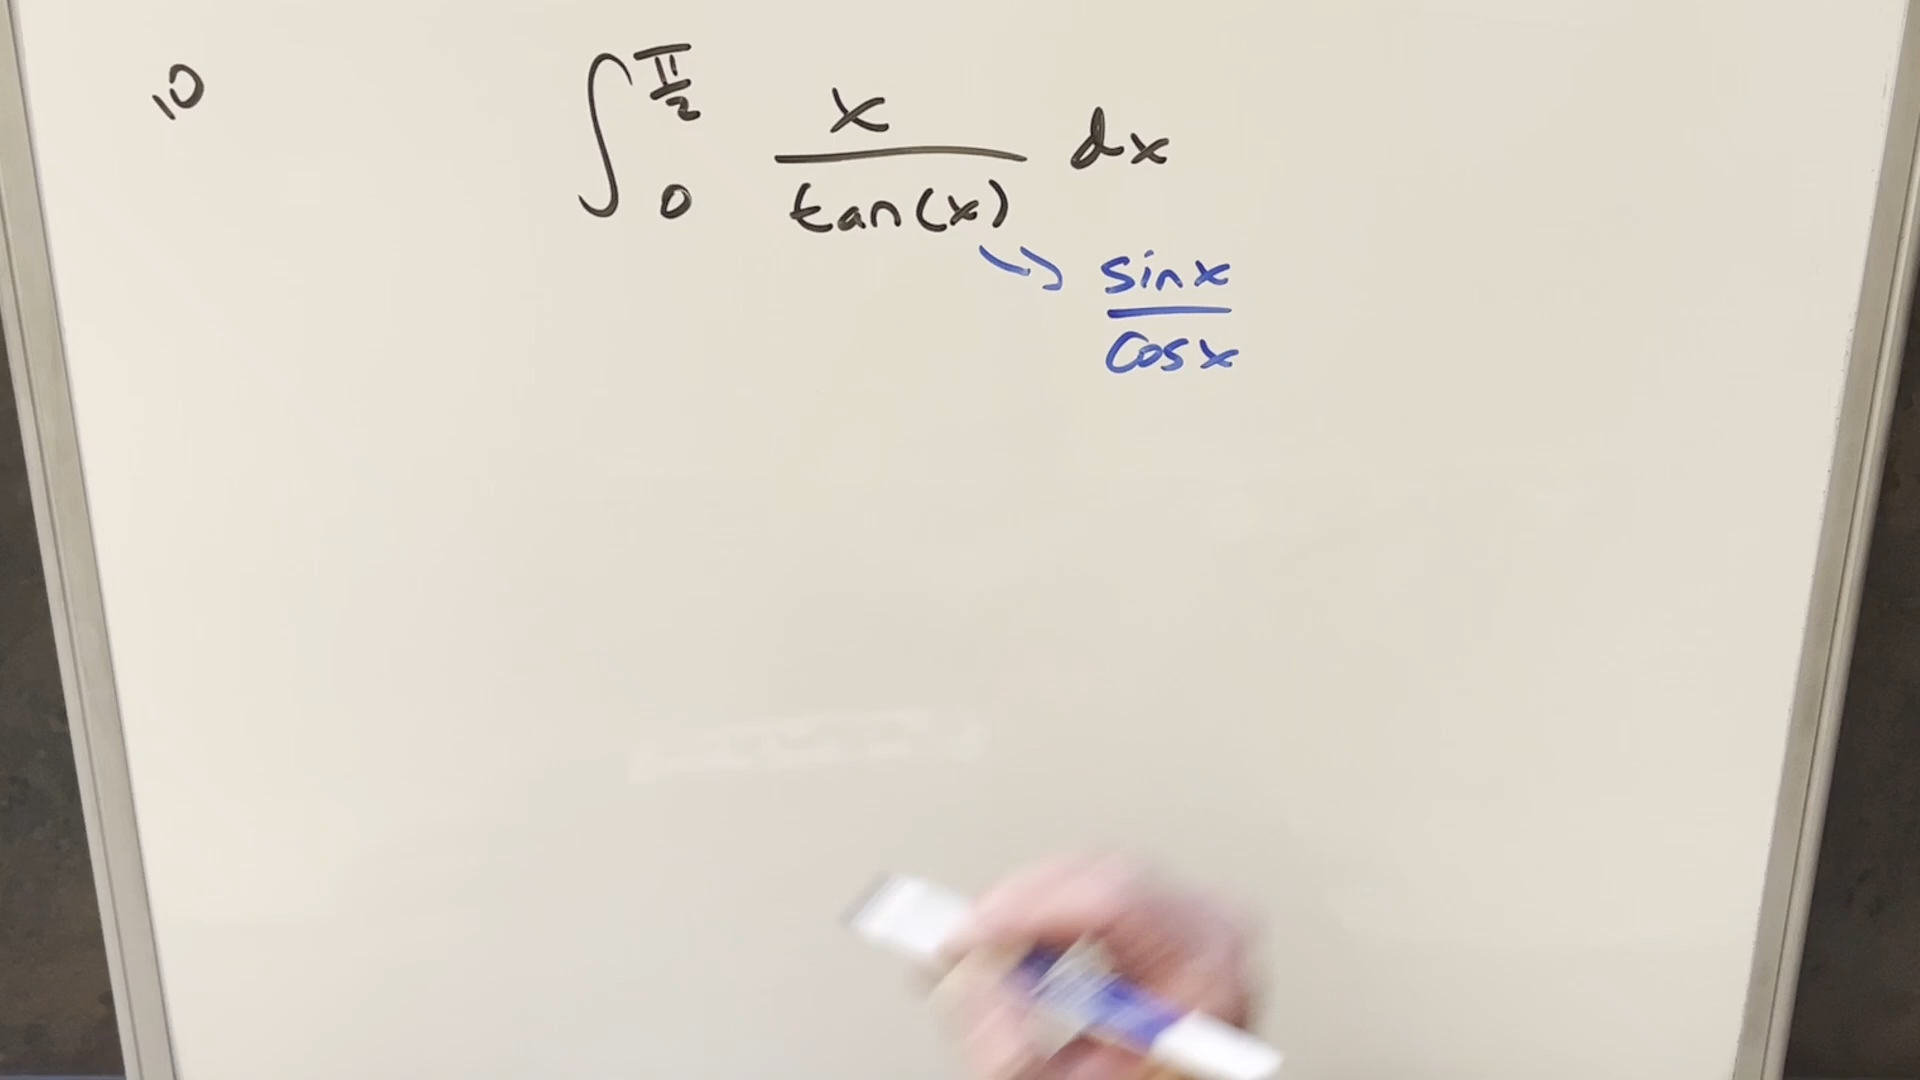 10
∫₀^(π/2) x/tan(x) dx
↪ sinx/cosx